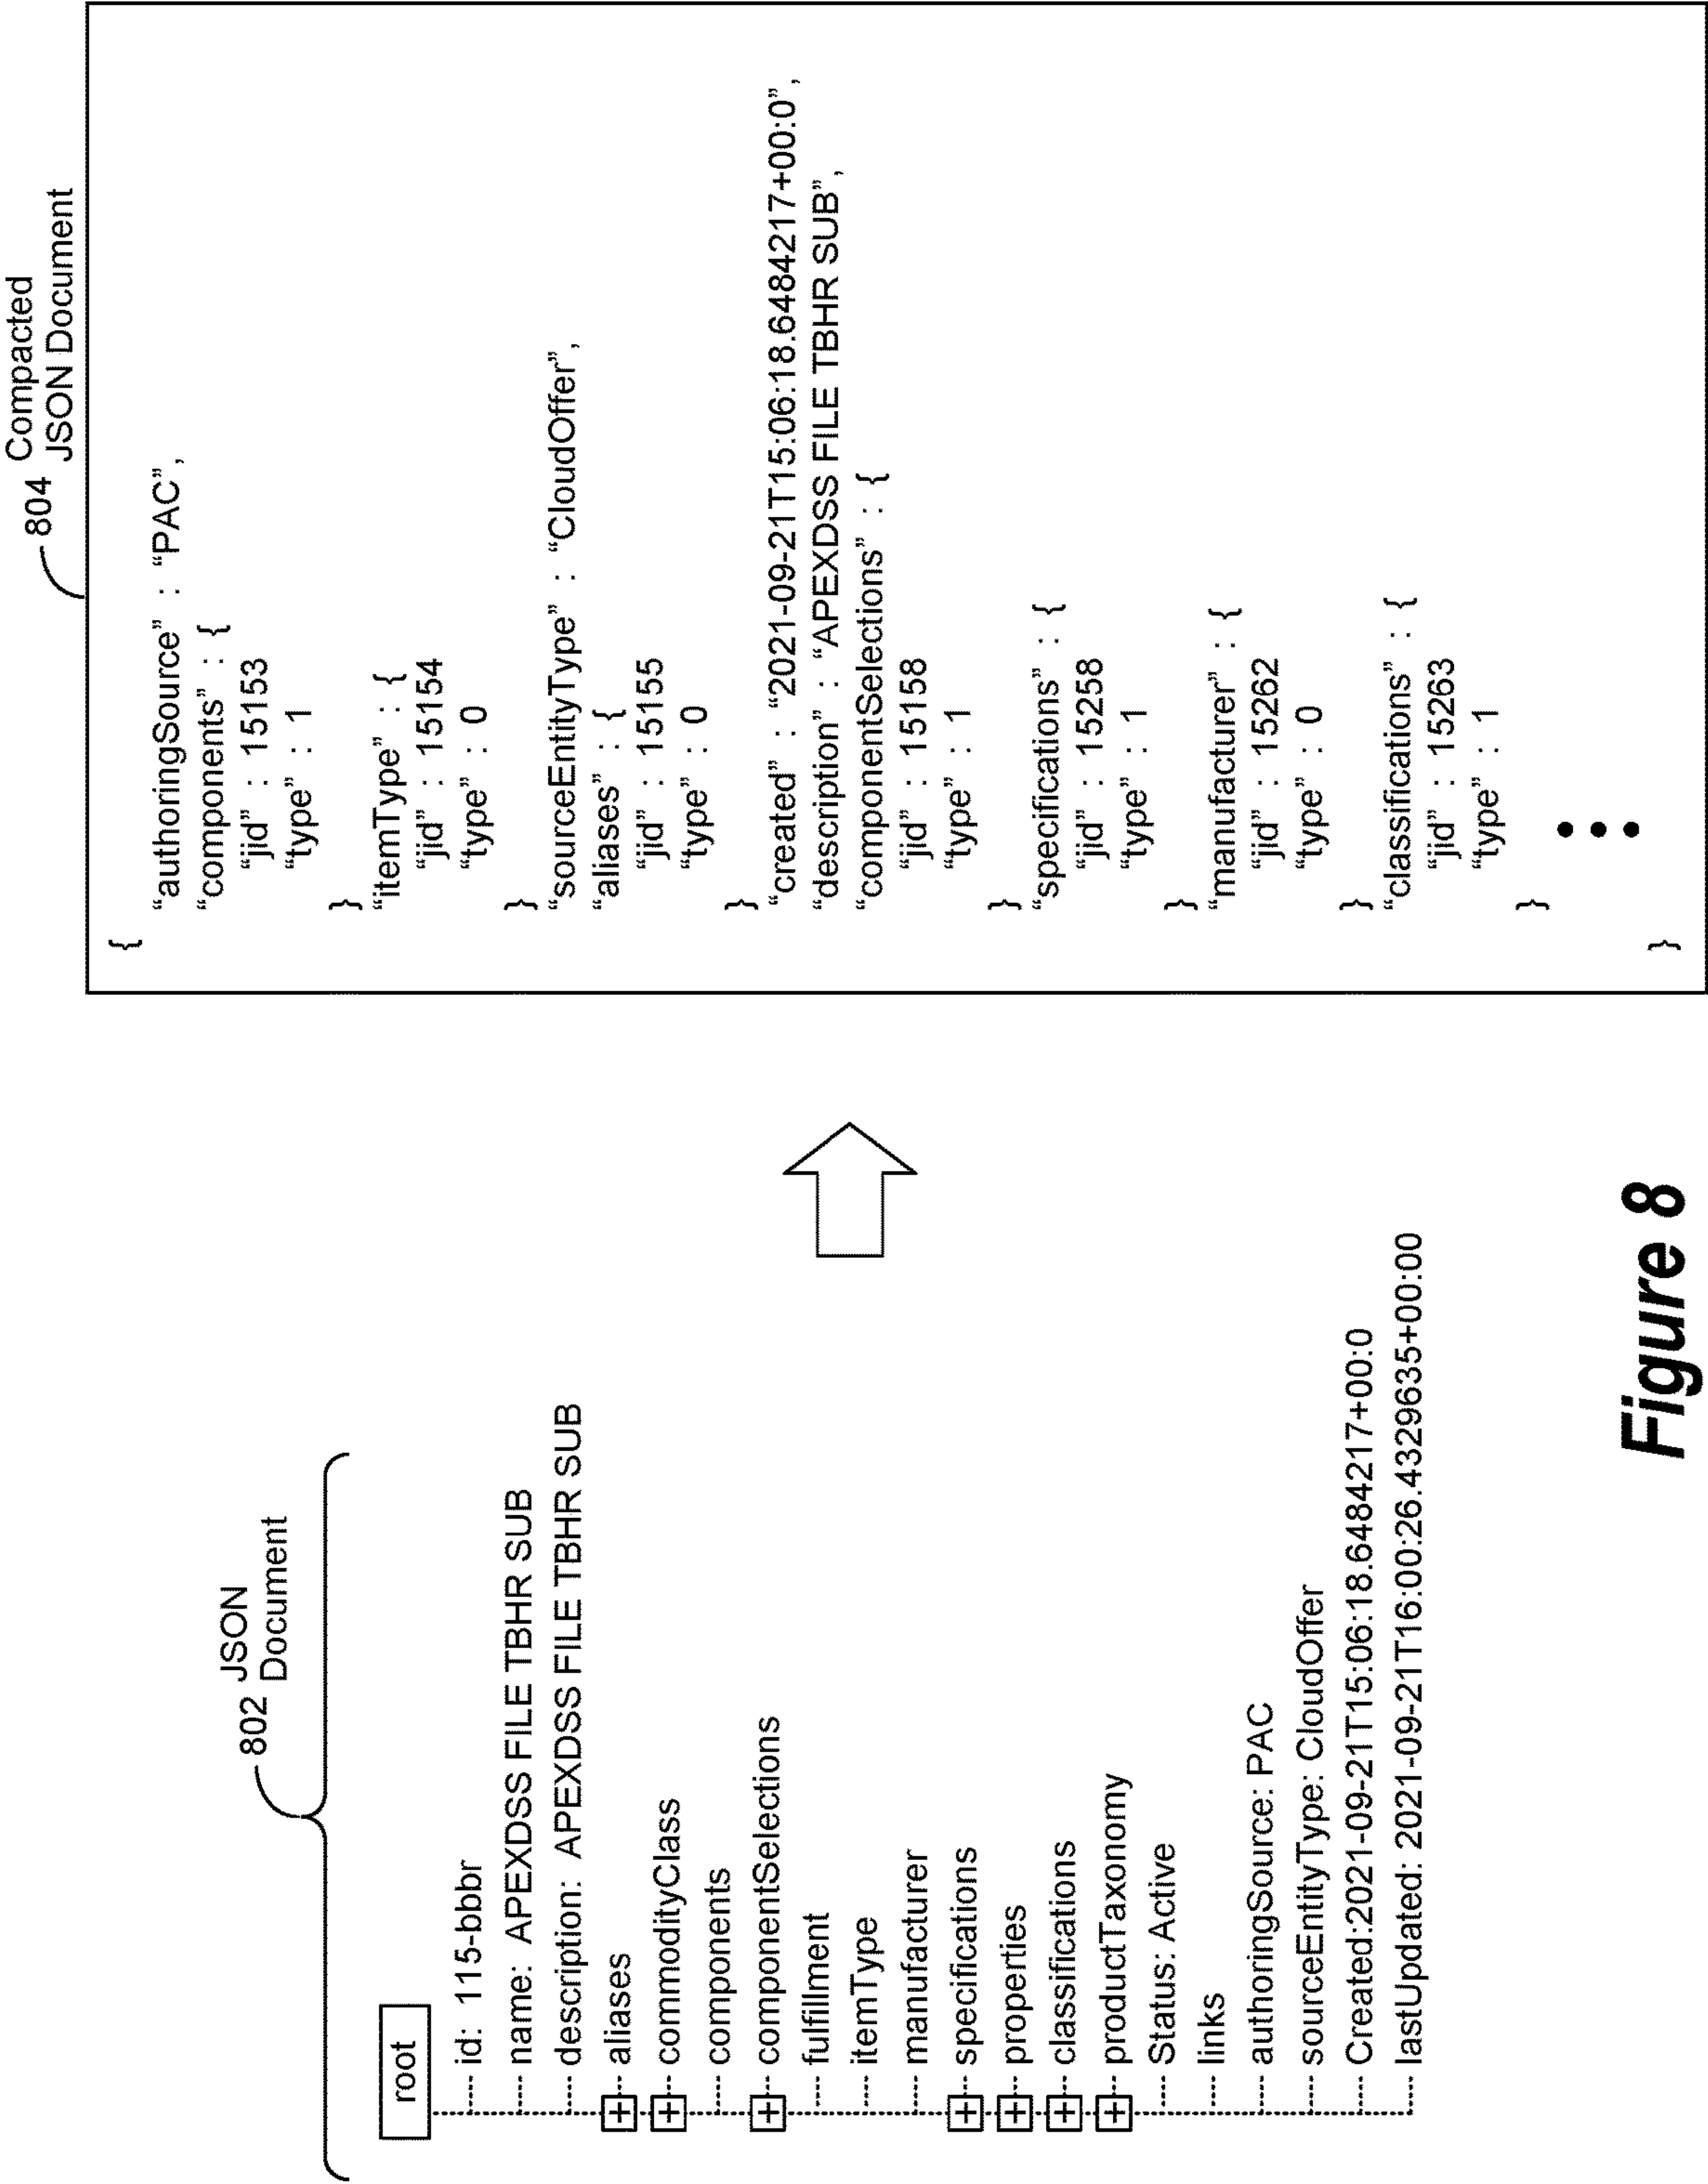 802 JSON
Document
root
id: 115-bbbr
name: APEXDSS FILE TBHR SUB
description: APEXDSS FILE TBHR SUB
+ aliases
+ commodityClass
components
+ componentSelections
fulfillment
itemType
manufacturer
+ specifications
+ properties
+ classifications
+ productTaxonomy
Status: Active
links
authoringSource: PAC
sourceEntityType: CloudOffer
Created:2021-09-21T15:06:18.6484217+00:0
lastUpdated: 2021-09-21T16:00:26.4329635+00:00
804 Compacted
JSON Document
{
“authoringSource” : “PAC”,
“components” : {
“jid” : 15153
“type” : 1
}
“itemType” : {
“jid” : 15154
“type” : 0
}
“sourceEntityType” : “CloudOffer”,
“aliases” : {
“jid” : 15155
“type” : 0
}
“created” : “2021-09-21T15:06:18.6484217+00:0”,
“description” : “APEXDSS FILE TBHR SUB”,
“componentSelections” : {
“jid” : 15158
“type” : 1
}
“specifications” : {
“jid” : 15258
“type” : 1
}
“manufacturer” : {
“jid” : 15262
“type” : 0
}
“classifications” : {
“jid” : 15263
“type” : 1
}
}
Figure 8